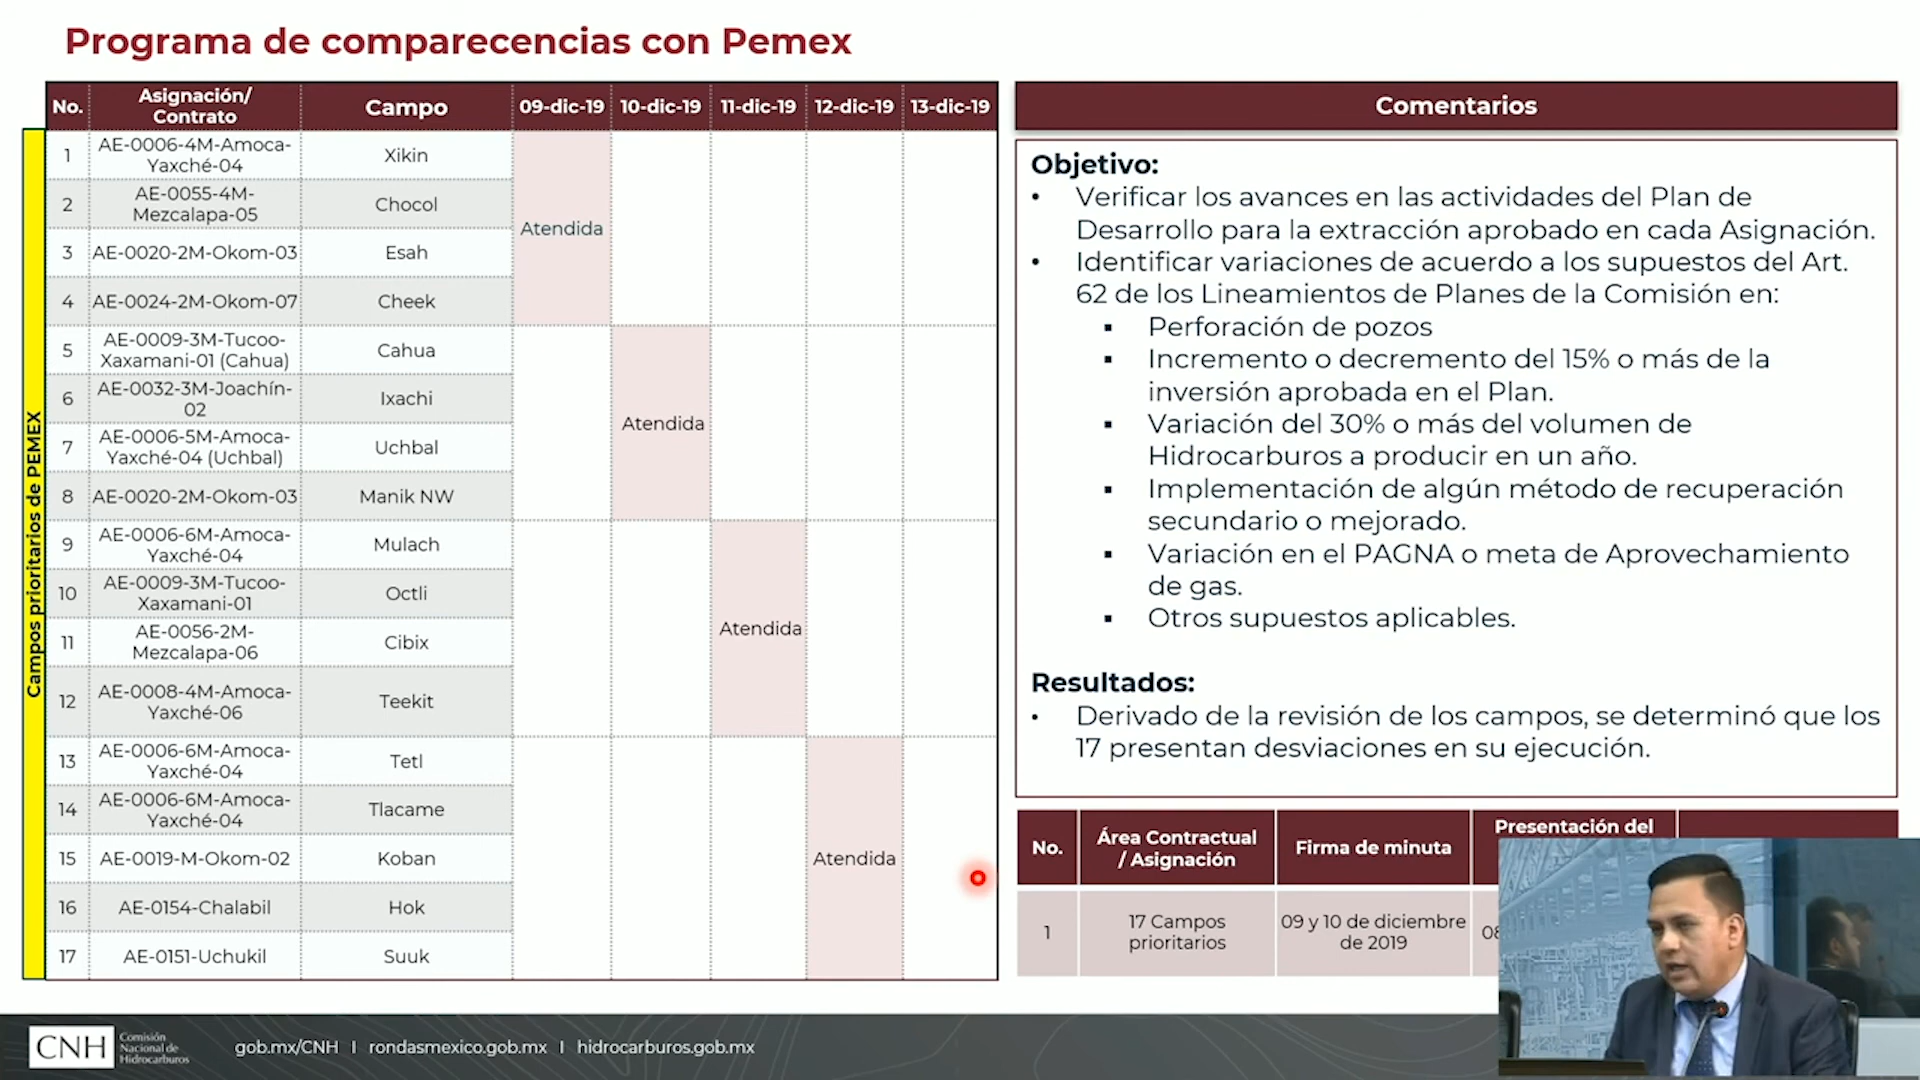 Programa de comparecencias con Pemex
No. Asignación/ Contrato Campo 09-dic-19 10-dic-19 11-dic-19 12-dic-19 13-dic-19
Campos prioritarios de PEMEX
1 AE-0006-4M-Amoca-Yaxché-04 Xikin
2 AE-0055-4M-Mezcalapa-05 Chocol
Atendida
3 AE-0020-2M-Okom-03 Esah
4 AE-0024-2M-Okom-07 Cheek
5 AE-0009-3M-Tucoo-Xaxamani-01 (Cahua) Cahua
6 AE-0032-3M-Joachín-02 Ixachi
Atendida
7 AE-0006-5M-Amoca-Yaxché-04 (Uchbal) Uchbal
8 AE-0020-2M-Okom-03 Manik NW
9 AE-0006-6M-Amoca-Yaxché-04 Mulach
10 AE-0009-3M-Tucoo-Xaxamani-01 Octli
Atendida
11 AE-0056-2M-Mezcalapa-06 Cibix
12 AE-0008-4M-Amoca-Yaxché-06 Teekit
13 AE-0006-6M-Amoca-Yaxché-04 Tetl
14 AE-0006-6M-Amoca-Yaxché-04 Tlacame
15 AE-0019-M-Okom-02 Koban Atendida
16 AE-0154-Chalabil Hok
17 AE-0151-Uchukil Suuk
Comentarios
Objetivo:
• Verificar los avances en las actividades del Plan de
Desarrollo para la extracción aprobado en cada Asignación.
• Identificar variaciones de acuerdo a los supuestos del Art.
62 de los Lineamientos de Planes de la Comisión en:
▪ Perforación de pozos
▪ Incremento o decremento del 15% o más de la
inversión aprobada en el Plan.
▪ Variación del 30% o más del volumen de
Hidrocarburos a producir en un año.
▪ Implementación de algún método de recuperación
secundario o mejorado.
▪ Variación en el PAGNA o meta de Aprovechamiento
de gas.
▪ Otros supuestos aplicables.
Resultados:
• Derivado de la revisión de los campos, se determinó que los
17 presentan desviaciones en su ejecución.
No. Área Contractual / Asignación Firma de minuta Presentación del
1 17 Campos prioritarios 09 y 10 de diciembre de 2019
CNH Comisión
Nacional de
Hidrocarburos
gob.mx/CNH I rondasmexico.gob.mx I hidrocarburos.gob.mx